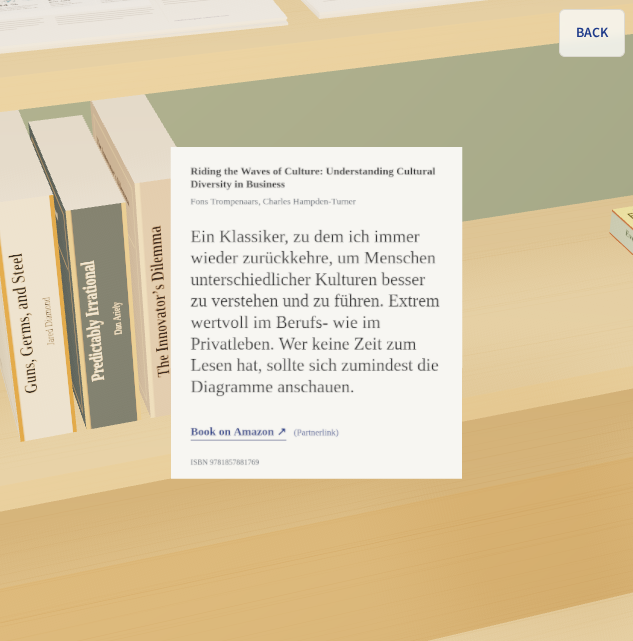 BACK
Guns, Germs, and Steel
Jared Diamond
Predictably Irrational
Dan Ariely
The Innovator's Dilemma
Riding the Waves of Culture: Understanding Cultural
Diversity in Business
Fons Trompenaars, Charles Hampden-Turner
Ein Klassiker, zu dem ich immer
wieder zurückkehre, um Menschen
unterschiedlicher Kulturen besser
zu verstehen und zu führen. Extrem
wertvoll im Berufs- wie im
Privatleben. Wer keine Zeit zum
Lesen hat, sollte sich zumindest die
Diagramme anschauen.
Book on Amazon ↗ (Partnerlink)
ISBN 9781857881769